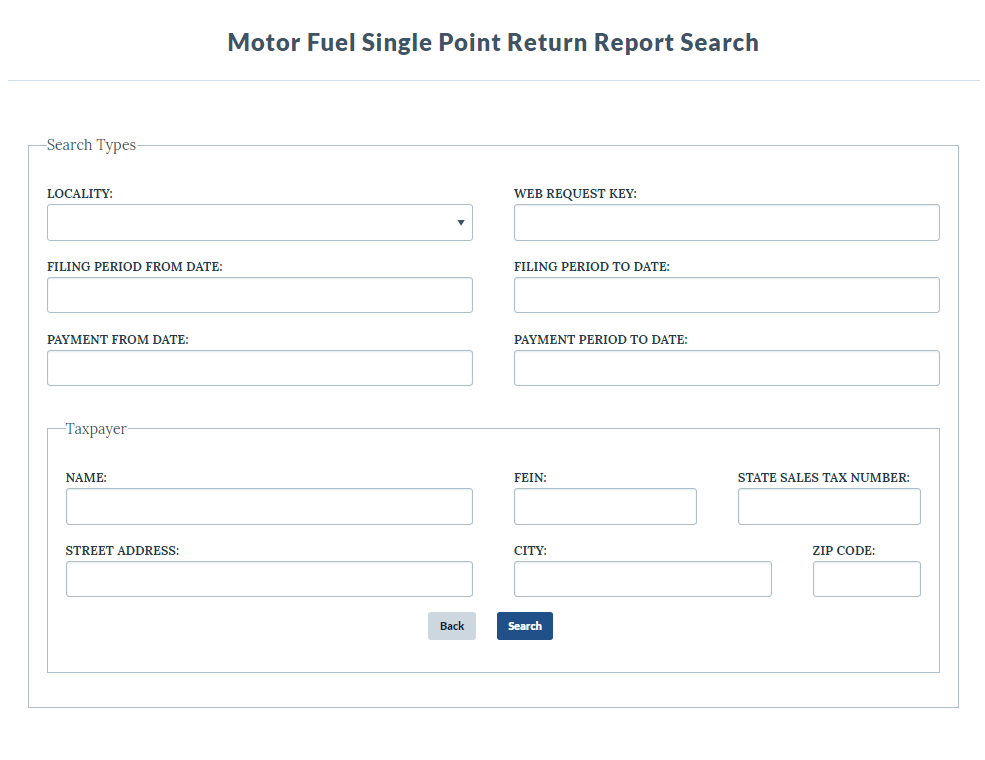 Motor Fuel Single Point Return Report Search
Search Types
LOCALITY:
WEB REQUEST KEY:
FILING PERIOD FROM DATE:
FILING PERIOD TO DATE:
PAYMENT FROM DATE:
PAYMENT PERIOD TO DATE:
Taxpayer
NAME:
FEIN:
STATE SALES TAX NUMBER:
STREET ADDRESS:
CITY:
ZIP CODE:
Back
Search